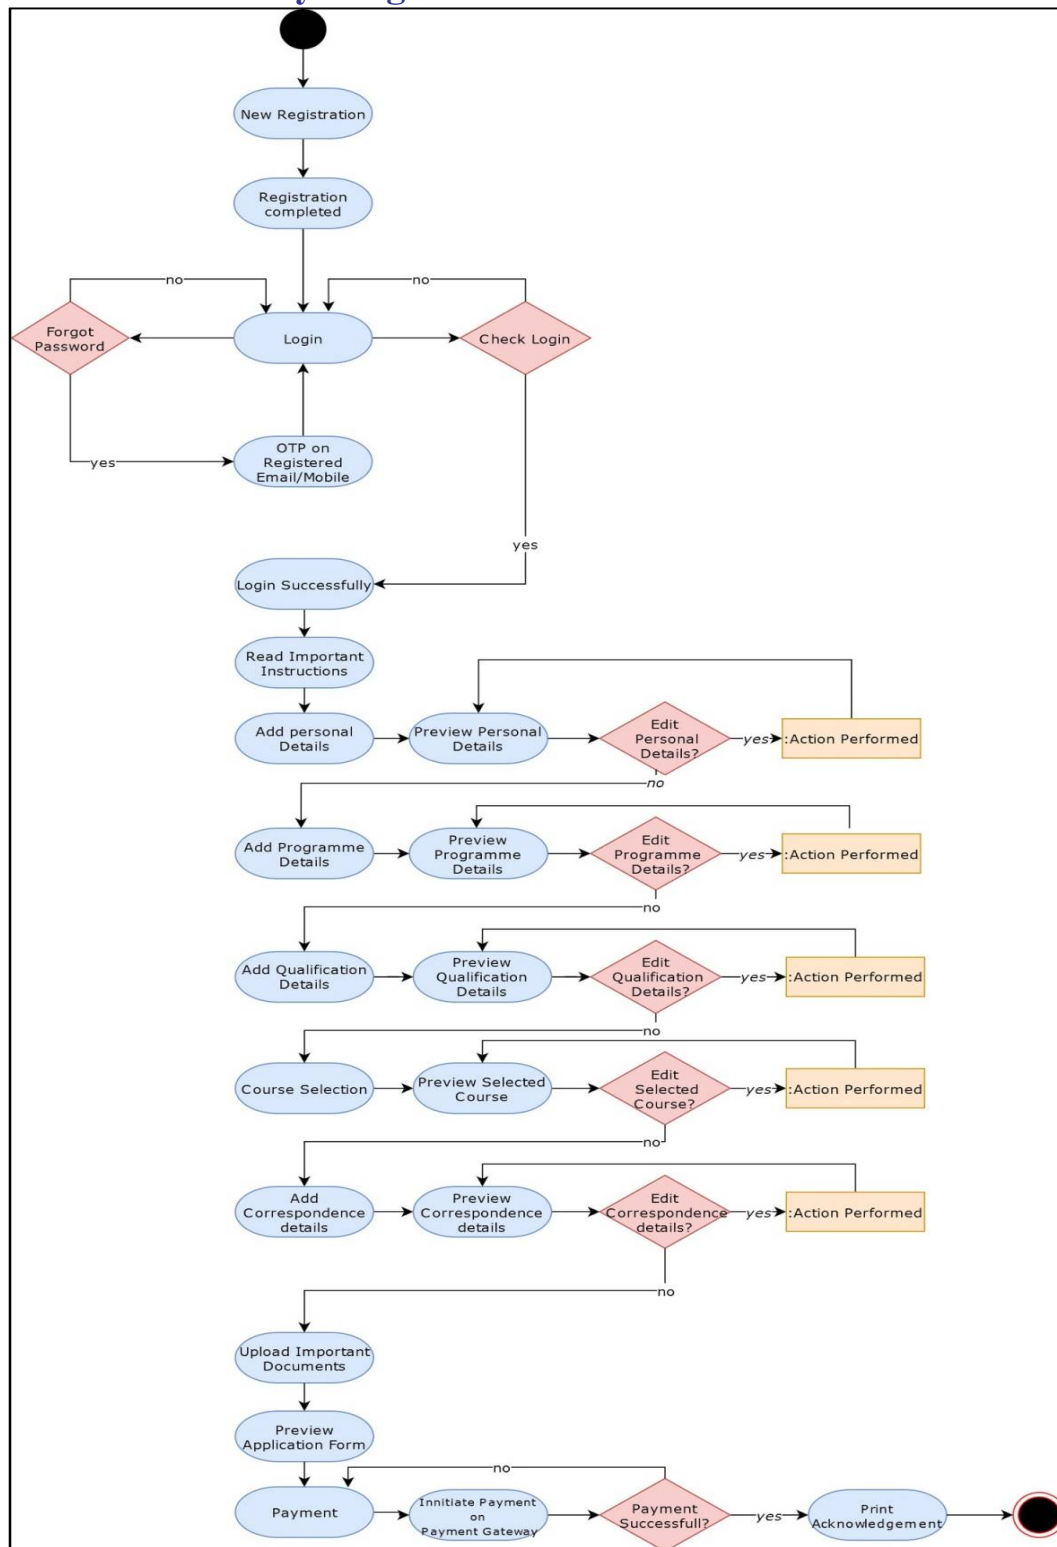 New Registration
Registration
completed
no
no
Forgot
Password
Login
Check Login
OTP on
Registered
Email/Mobile
yes
yes
Login Successfully
Read Important
Instructions
Add personal
Details
Preview Personal
Details
Edit
Personal
Details?
yes
:Action Performed
no
Add Programme
Details
Preview
Programme
Details
Edit
Programme
Details?
yes
:Action Performed
no
Add Qualification
Details
Preview
Qualification
Details
Edit
Qualification
Details?
yes
:Action Performed
no
Course Selection
Preview Selected
Course
Edit
Selected
Course?
yes
:Action Performed
no
Add
Correspondence
details
Preview
Correspondence
details
Edit
Correspondence
details?
yes
:Action Performed
no
Upload Important
Documents
Preview
Application Form
no
Payment
Innitiate Payment
on
Payment Gateway
Payment
Successfull?
yes
Print
Acknowledgement